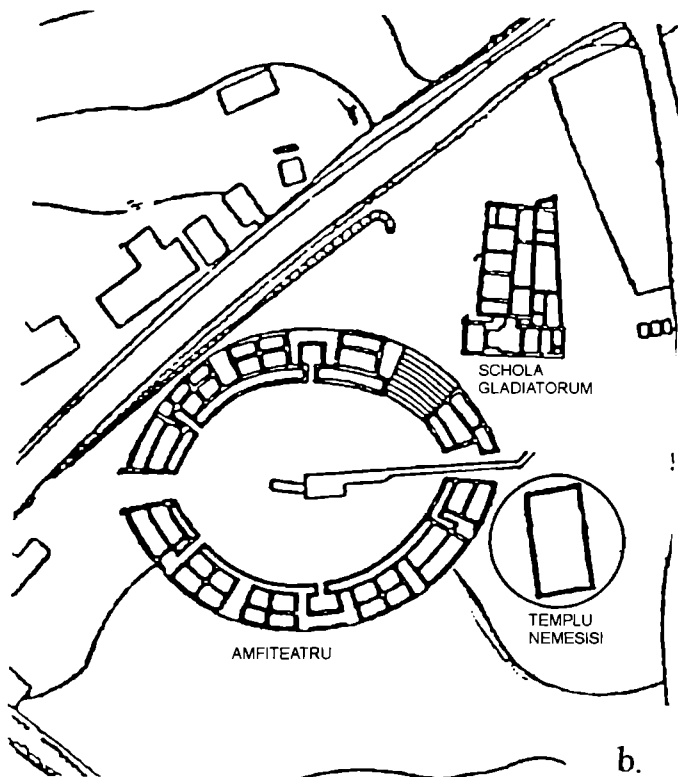 SCHOLA
GLADIATORUM
TEMPLU
NEMESISI
AMFITEATRU
b.